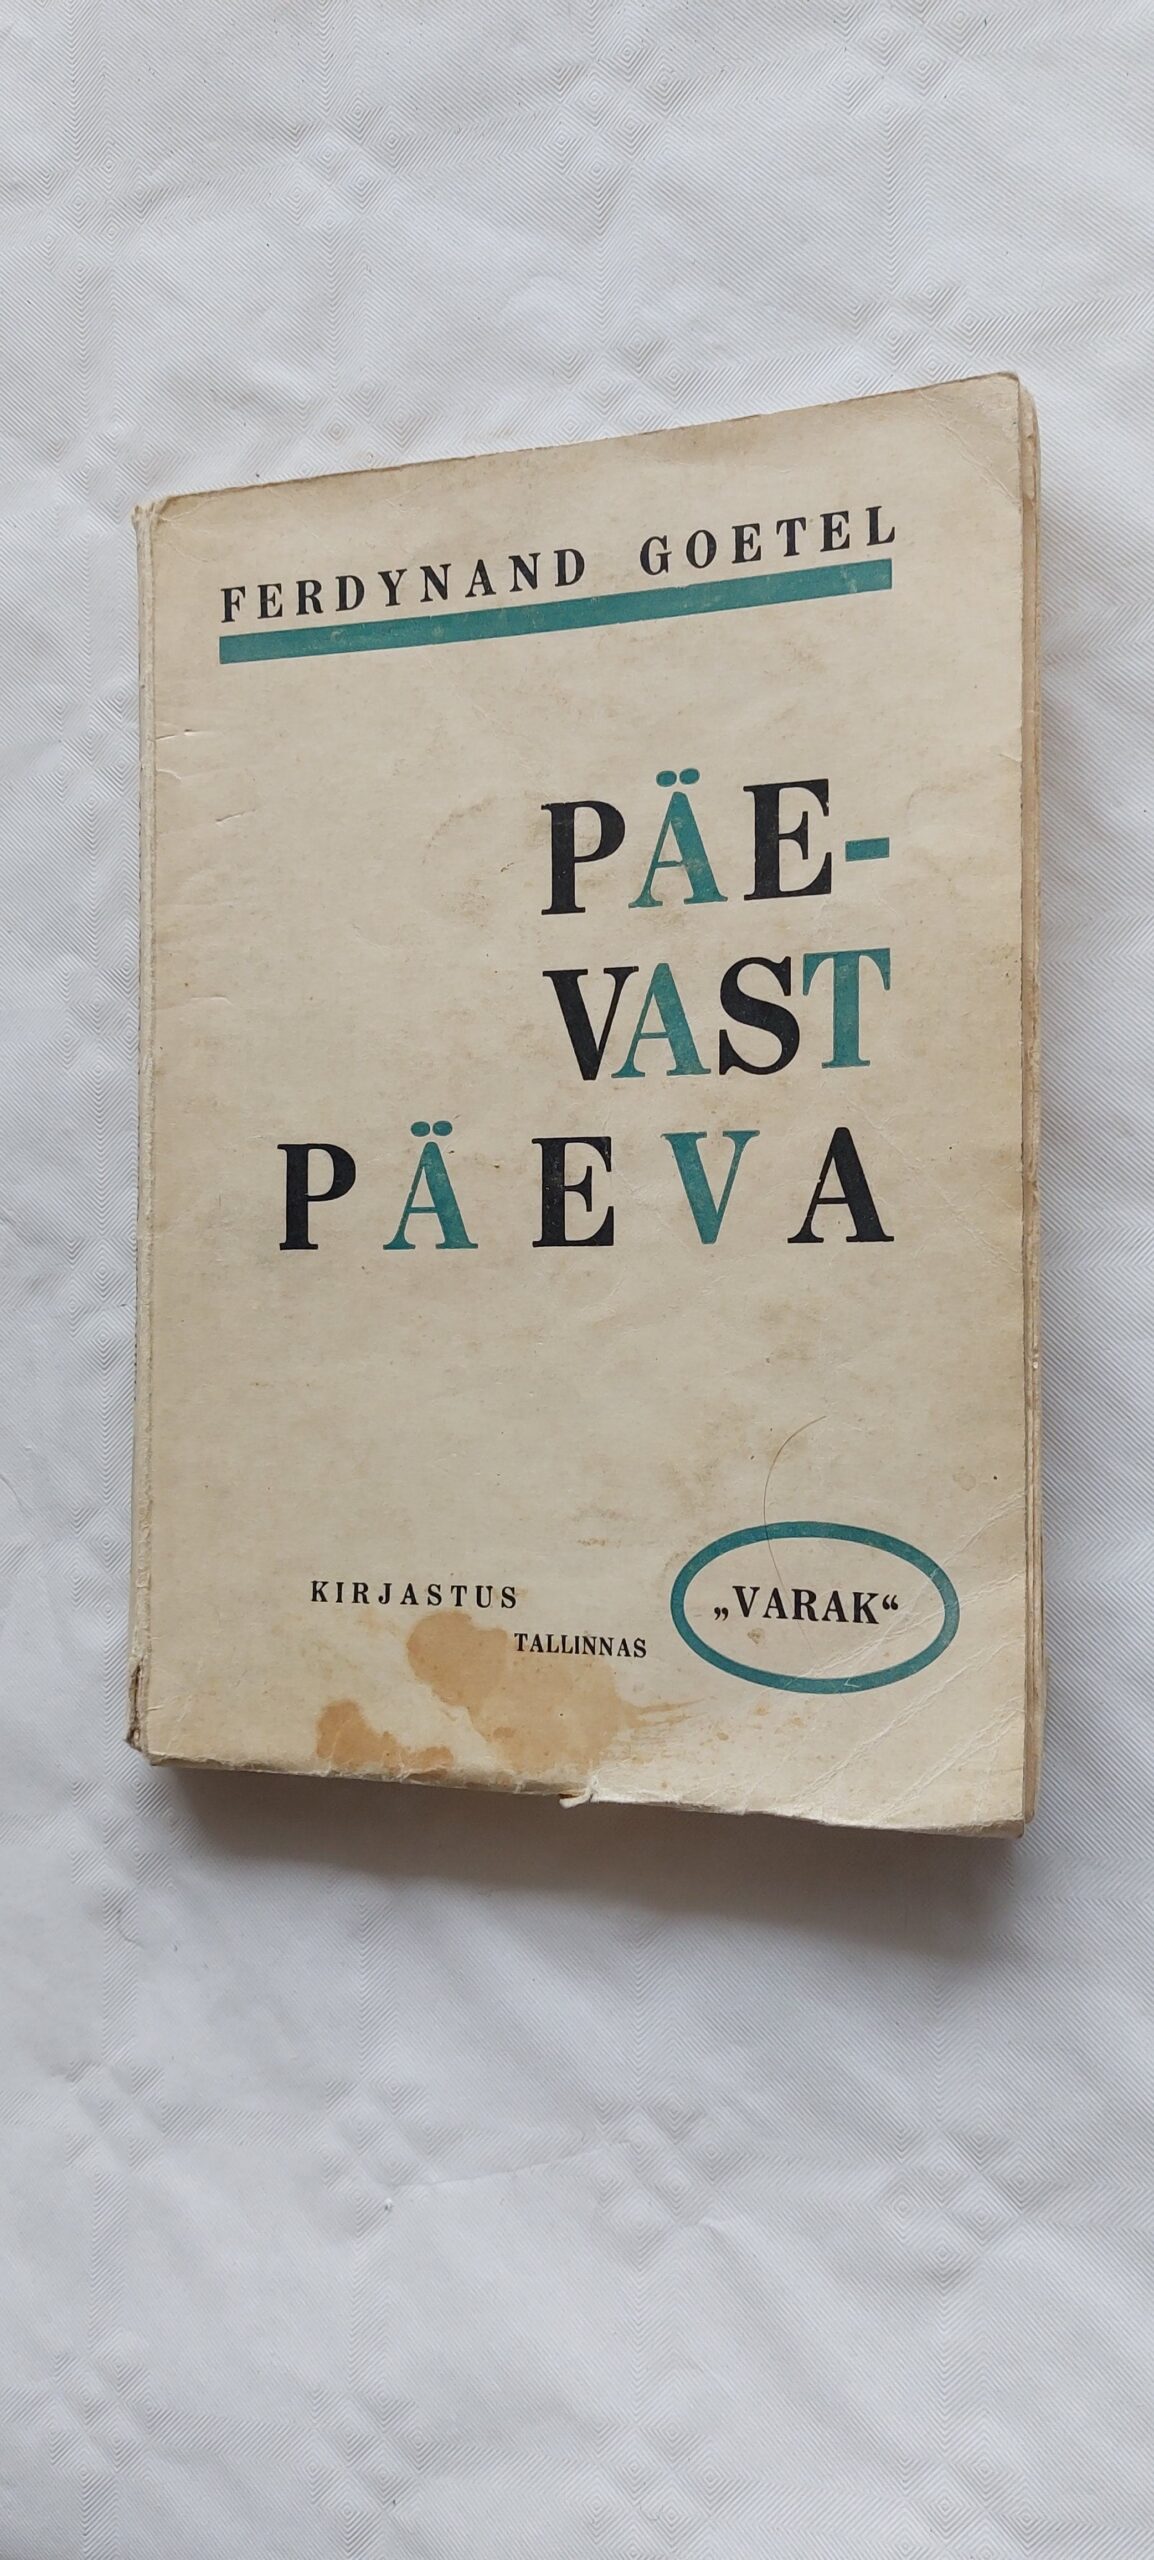 FERDYNAND GOETEL
PÄE-
VAST
PÄEVA
KIRJASTUS
TALLINNAS
„VARAK“